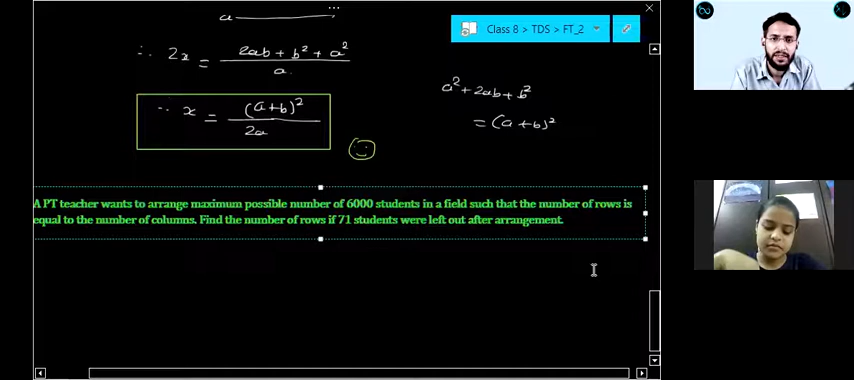 a
Class 8 > TDS > FT_2
∴ 2x = 2ab + b² + a² / a
a² + 2ab + b²
∴ x = (a+b)² / 2a
= (a+b)²
A PT teacher wants to arrange maximum possible number of 6000 students in a field such that the number of rows is
equal to the number of columns. Find the number of rows if 71 students were left out after arrangement.